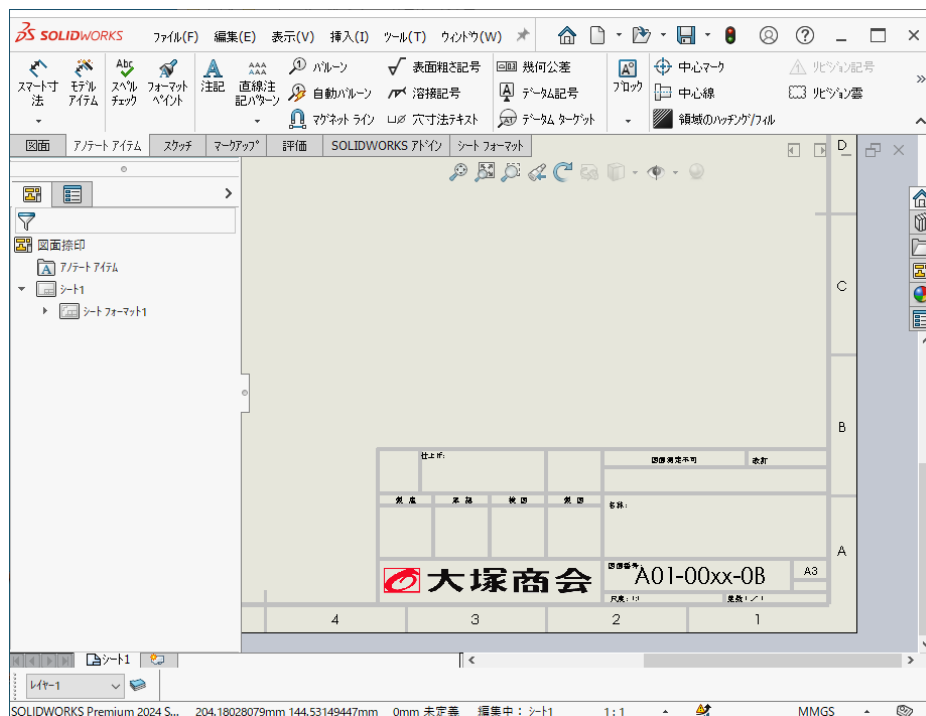 SOLIDWORKS ファイル(F) 編集(E) 表示(V) 挿入(I) ツール(T) ウィンドウ(W)
スマート寸法 モデル アイテム スペル チェック フォーマット ペイント 注記 直線注記パターン
バルーン 表面粗さ記号 幾何公差 ブロック 中心マーク リビジョン記号
自動バルーン 溶接記号 データム記号 中心線 リビジョン雲
マグネット ライン 穴寸法テキスト データム ターゲット 領域のハッチング/フィル
図面 アノテート アイテム スケッチ マークアップ 評価 SOLIDWORKS アドイン シート フォーマット
D
図面捺印
アノテート アイテム
シート1
シート フォーマット1
C
B
仕上げ:
図面測定不可 改訂
承認 検図 製図
名称:
A
大塚商会
図面番号:
A01-00xx-0B
A3
尺度: 1:1
4 3 2 1
シート1
レイヤー1
SOLIDWORKS Premium 2024 S... 204.18028079mm 144.53149447mm 0mm 未定義 編集中: シート1 1:1 MMGS